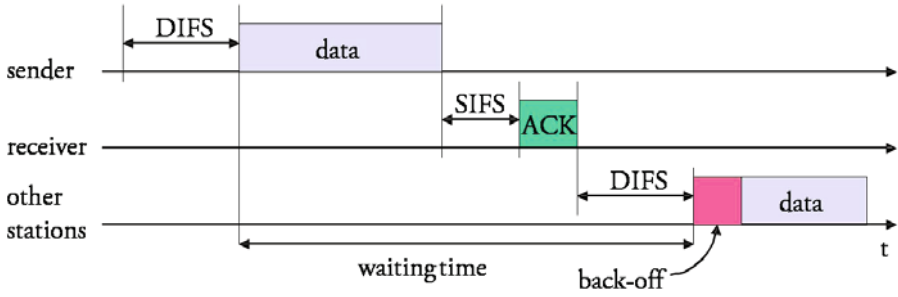 DIFS
data
sender
SIFS
ACK
receiver
DIFS
other
stations
data
t
waiting time
back-off